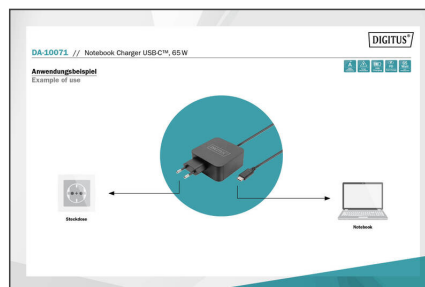 DIGITUS®
DA-10071 // Notebook Charger USB-C™, 65 W
Anwendungsbeispiel
Example of use
Steckdose
Notebook